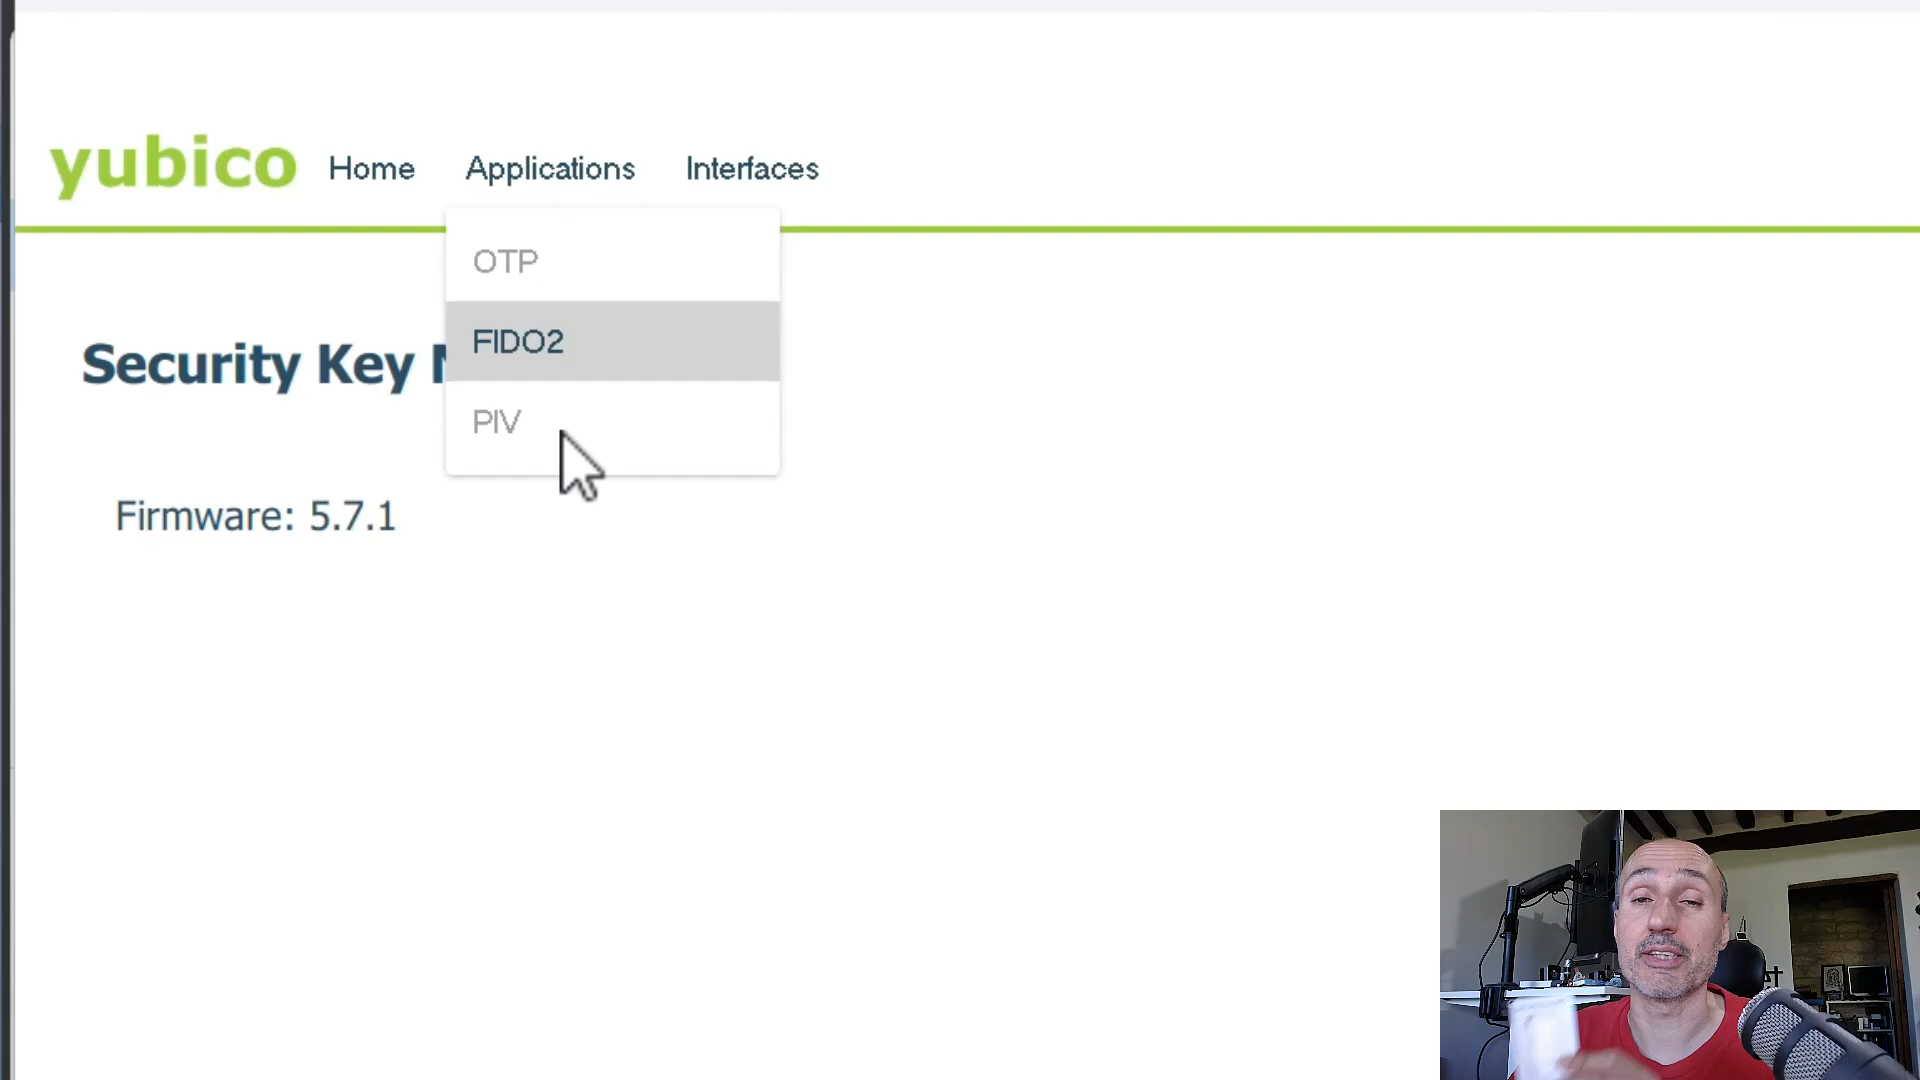 yubico Home Applications Interfaces
OTP
FIDO2
PIV
Security Key
Firmware: 5.7.1